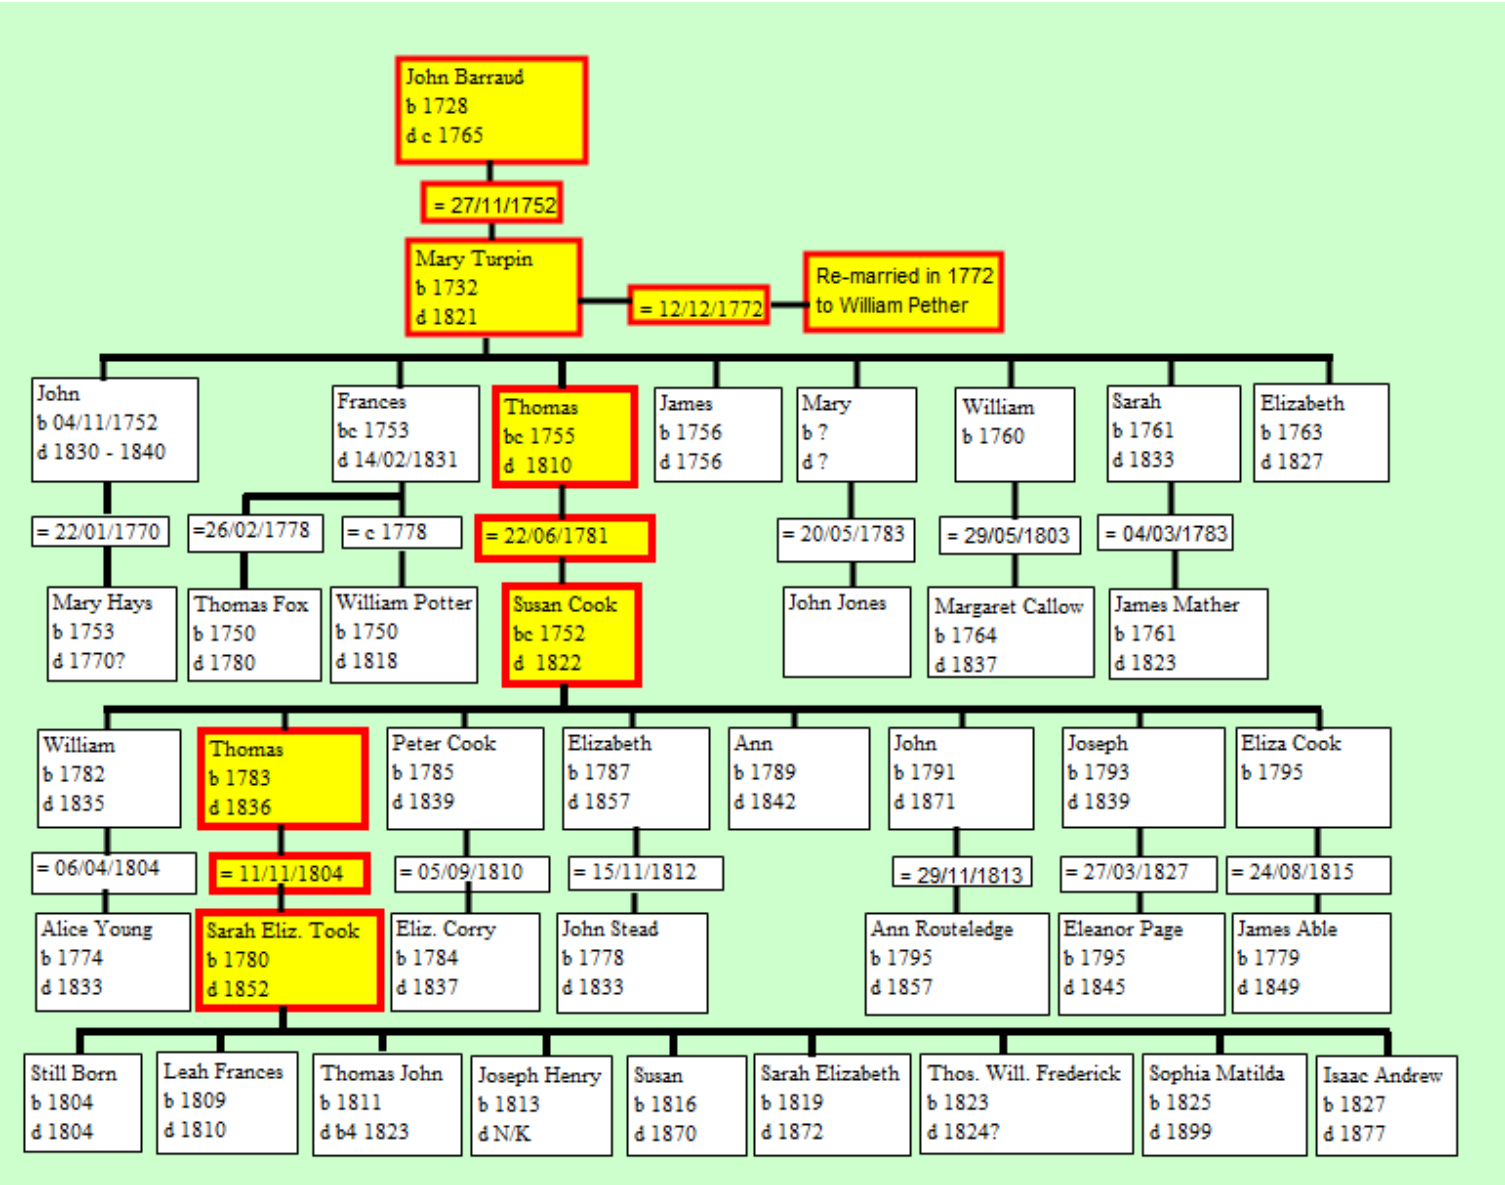 John Barraud
b 1728
d c 1765
= 27/11/1752
Mary Turpin
b 1732
d 1821
= 12/12/1772
Re-married in 1772
to William Pether
John
b 04/11/1752
d 1830 - 1840
Frances
bc 1753
d 14/02/1831
Thomas
bc 1755
d 1810
James
b 1756
d 1756
Mary
b ?
d ?
William
b 1760
Sarah
b 1761
d 1833
Elizabeth
b 1763
d 1827
= 22/01/1770
=26/02/1778
= c 1778
= 22/06/1781
= 20/05/1783
= 29/05/1803
= 04/03/1783
Mary Hays
b 1753
d 1770?
Thomas Fox
b 1750
d 1780
William Potter
b 1750
d 1818
Susan Cook
bc 1752
d 1822
John Jones
Margaret Callow
b 1764
d 1837
James Mather
b 1761
d 1823
William
b 1782
d 1835
Thomas
b 1783
d 1836
Peter Cook
b 1785
d 1839
Elizabeth
b 1787
d 1857
Ann
b 1789
d 1842
John
b 1791
d 1871
Joseph
b 1793
d 1839
Eliza Cook
b 1795
= 06/04/1804
= 11/11/1804
= 05/09/1810
= 15/11/1812
= 29/11/1813
= 27/03/1827
= 24/08/1815
Alice Young
b 1774
d 1833
Sarah Eliz. Took
b 1780
d 1852
Eliz. Corry
b 1784
d 1837
John Stead
b 1778
d 1833
Ann Routeledge
b 1795
d 1857
Eleanor Page
b 1795
d 1845
James Able
b 1779
d 1849
Still Born
b 1804
d 1804
Leah Frances
b 1809
d 1810
Thomas John
b 1811
d b4 1823
Joseph Henry
b 1813
d N/K
Susan
b 1816
d 1870
Sarah Elizabeth
b 1819
d 1872
Thos. Will. Frederick
b 1823
d 1824?
Sophia Matilda
b 1825
d 1899
Isaac Andrew
b 1827
d 1877